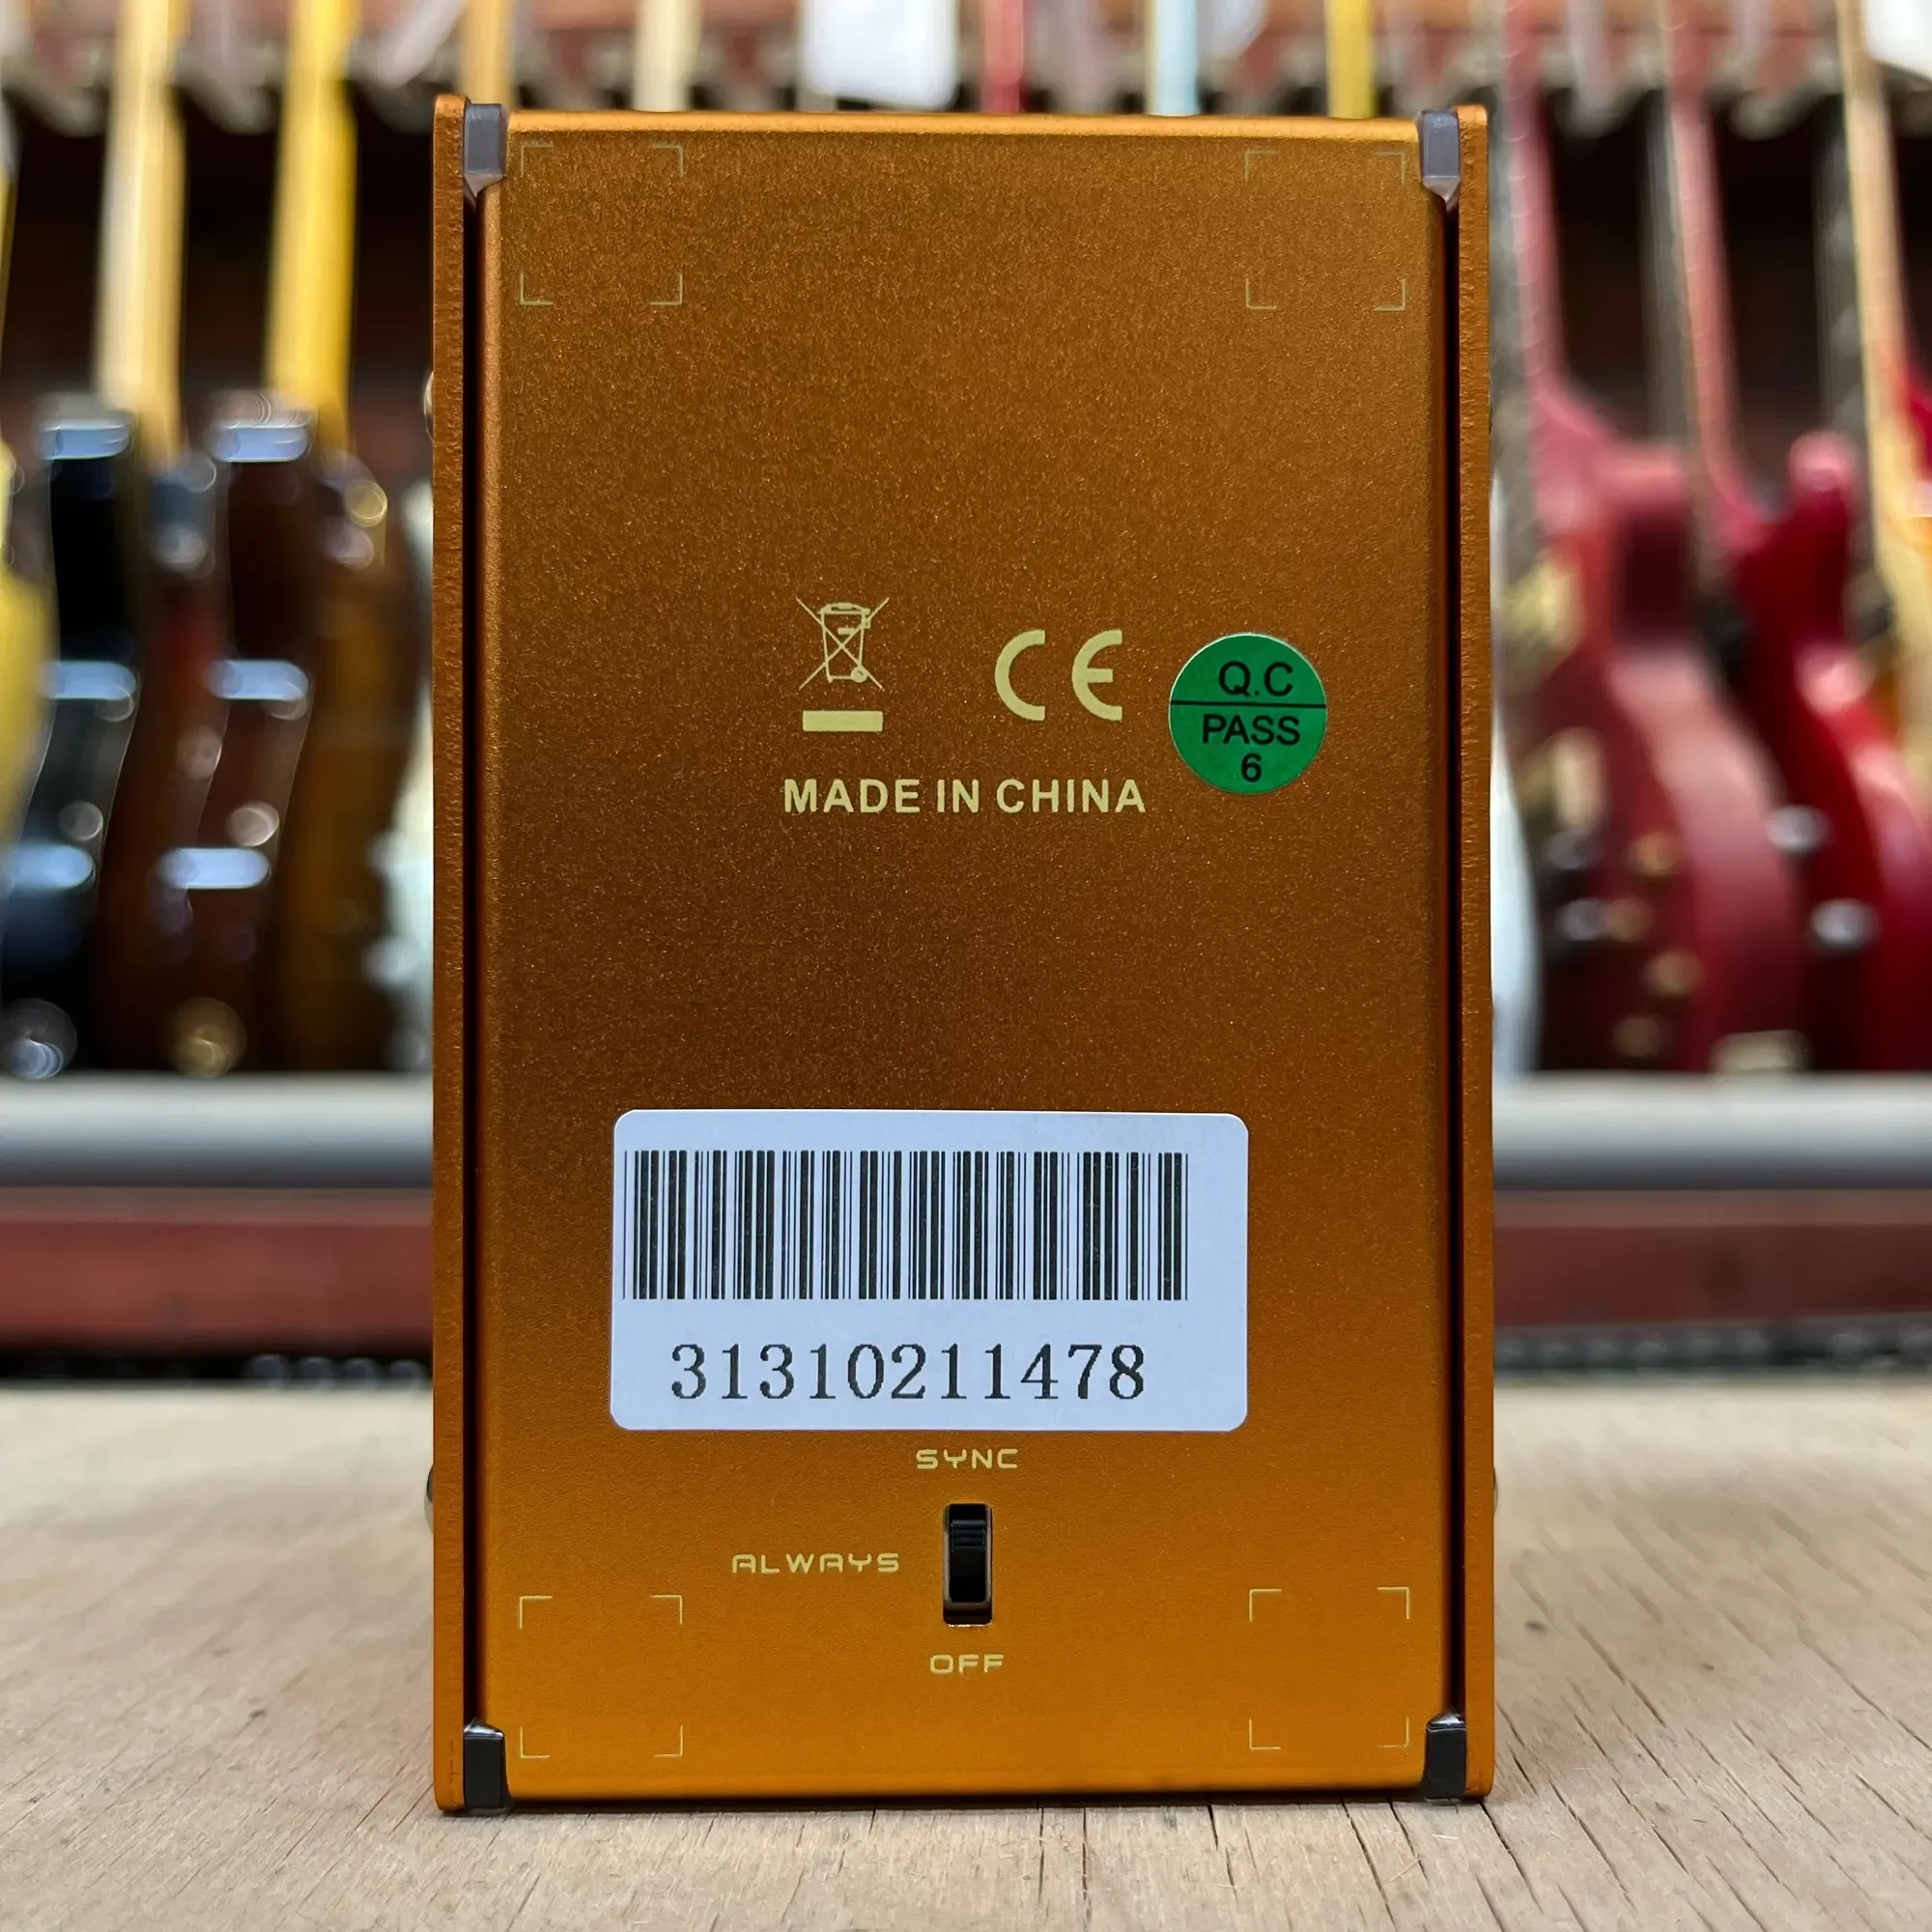 CE
Q.C
PASS
6
MADE IN CHINA
31310211478
SYNC
ALWAYS
OFF